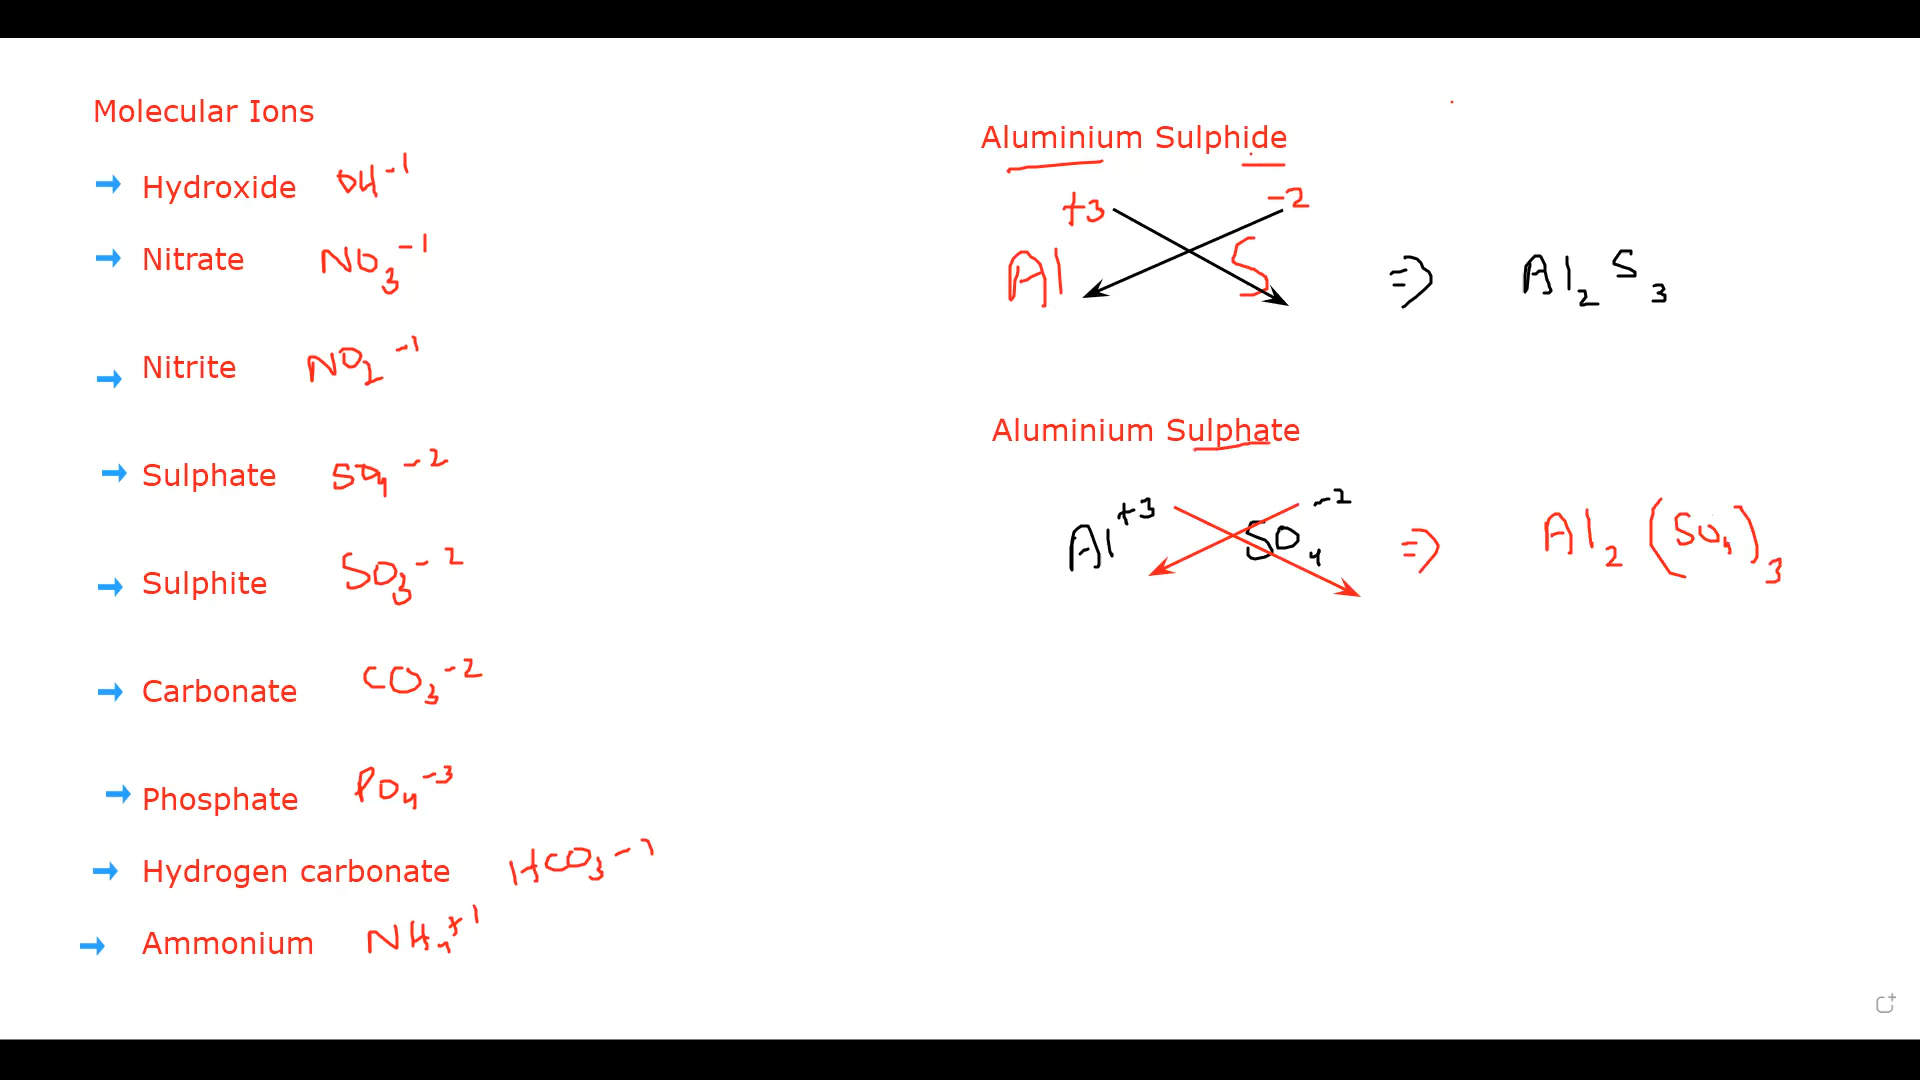 Molecular Ions
Hydroxide OH⁻¹
Nitrate NO₃⁻¹
Nitrite NO₂⁻¹
Sulphate SO₄⁻²
Sulphite SO₃⁻²
Carbonate CO₃⁻²
Phosphate PO₄⁻³
Hydrogen carbonate HCO₃⁻¹
Ammonium NH₄⁺¹
Aluminium Sulphide
+3 -2
Al S ⇒ Al₂S₃
Aluminium Sulphate
Al⁺³ SO₄⁻² ⇒ Al₂(SO₄)₃